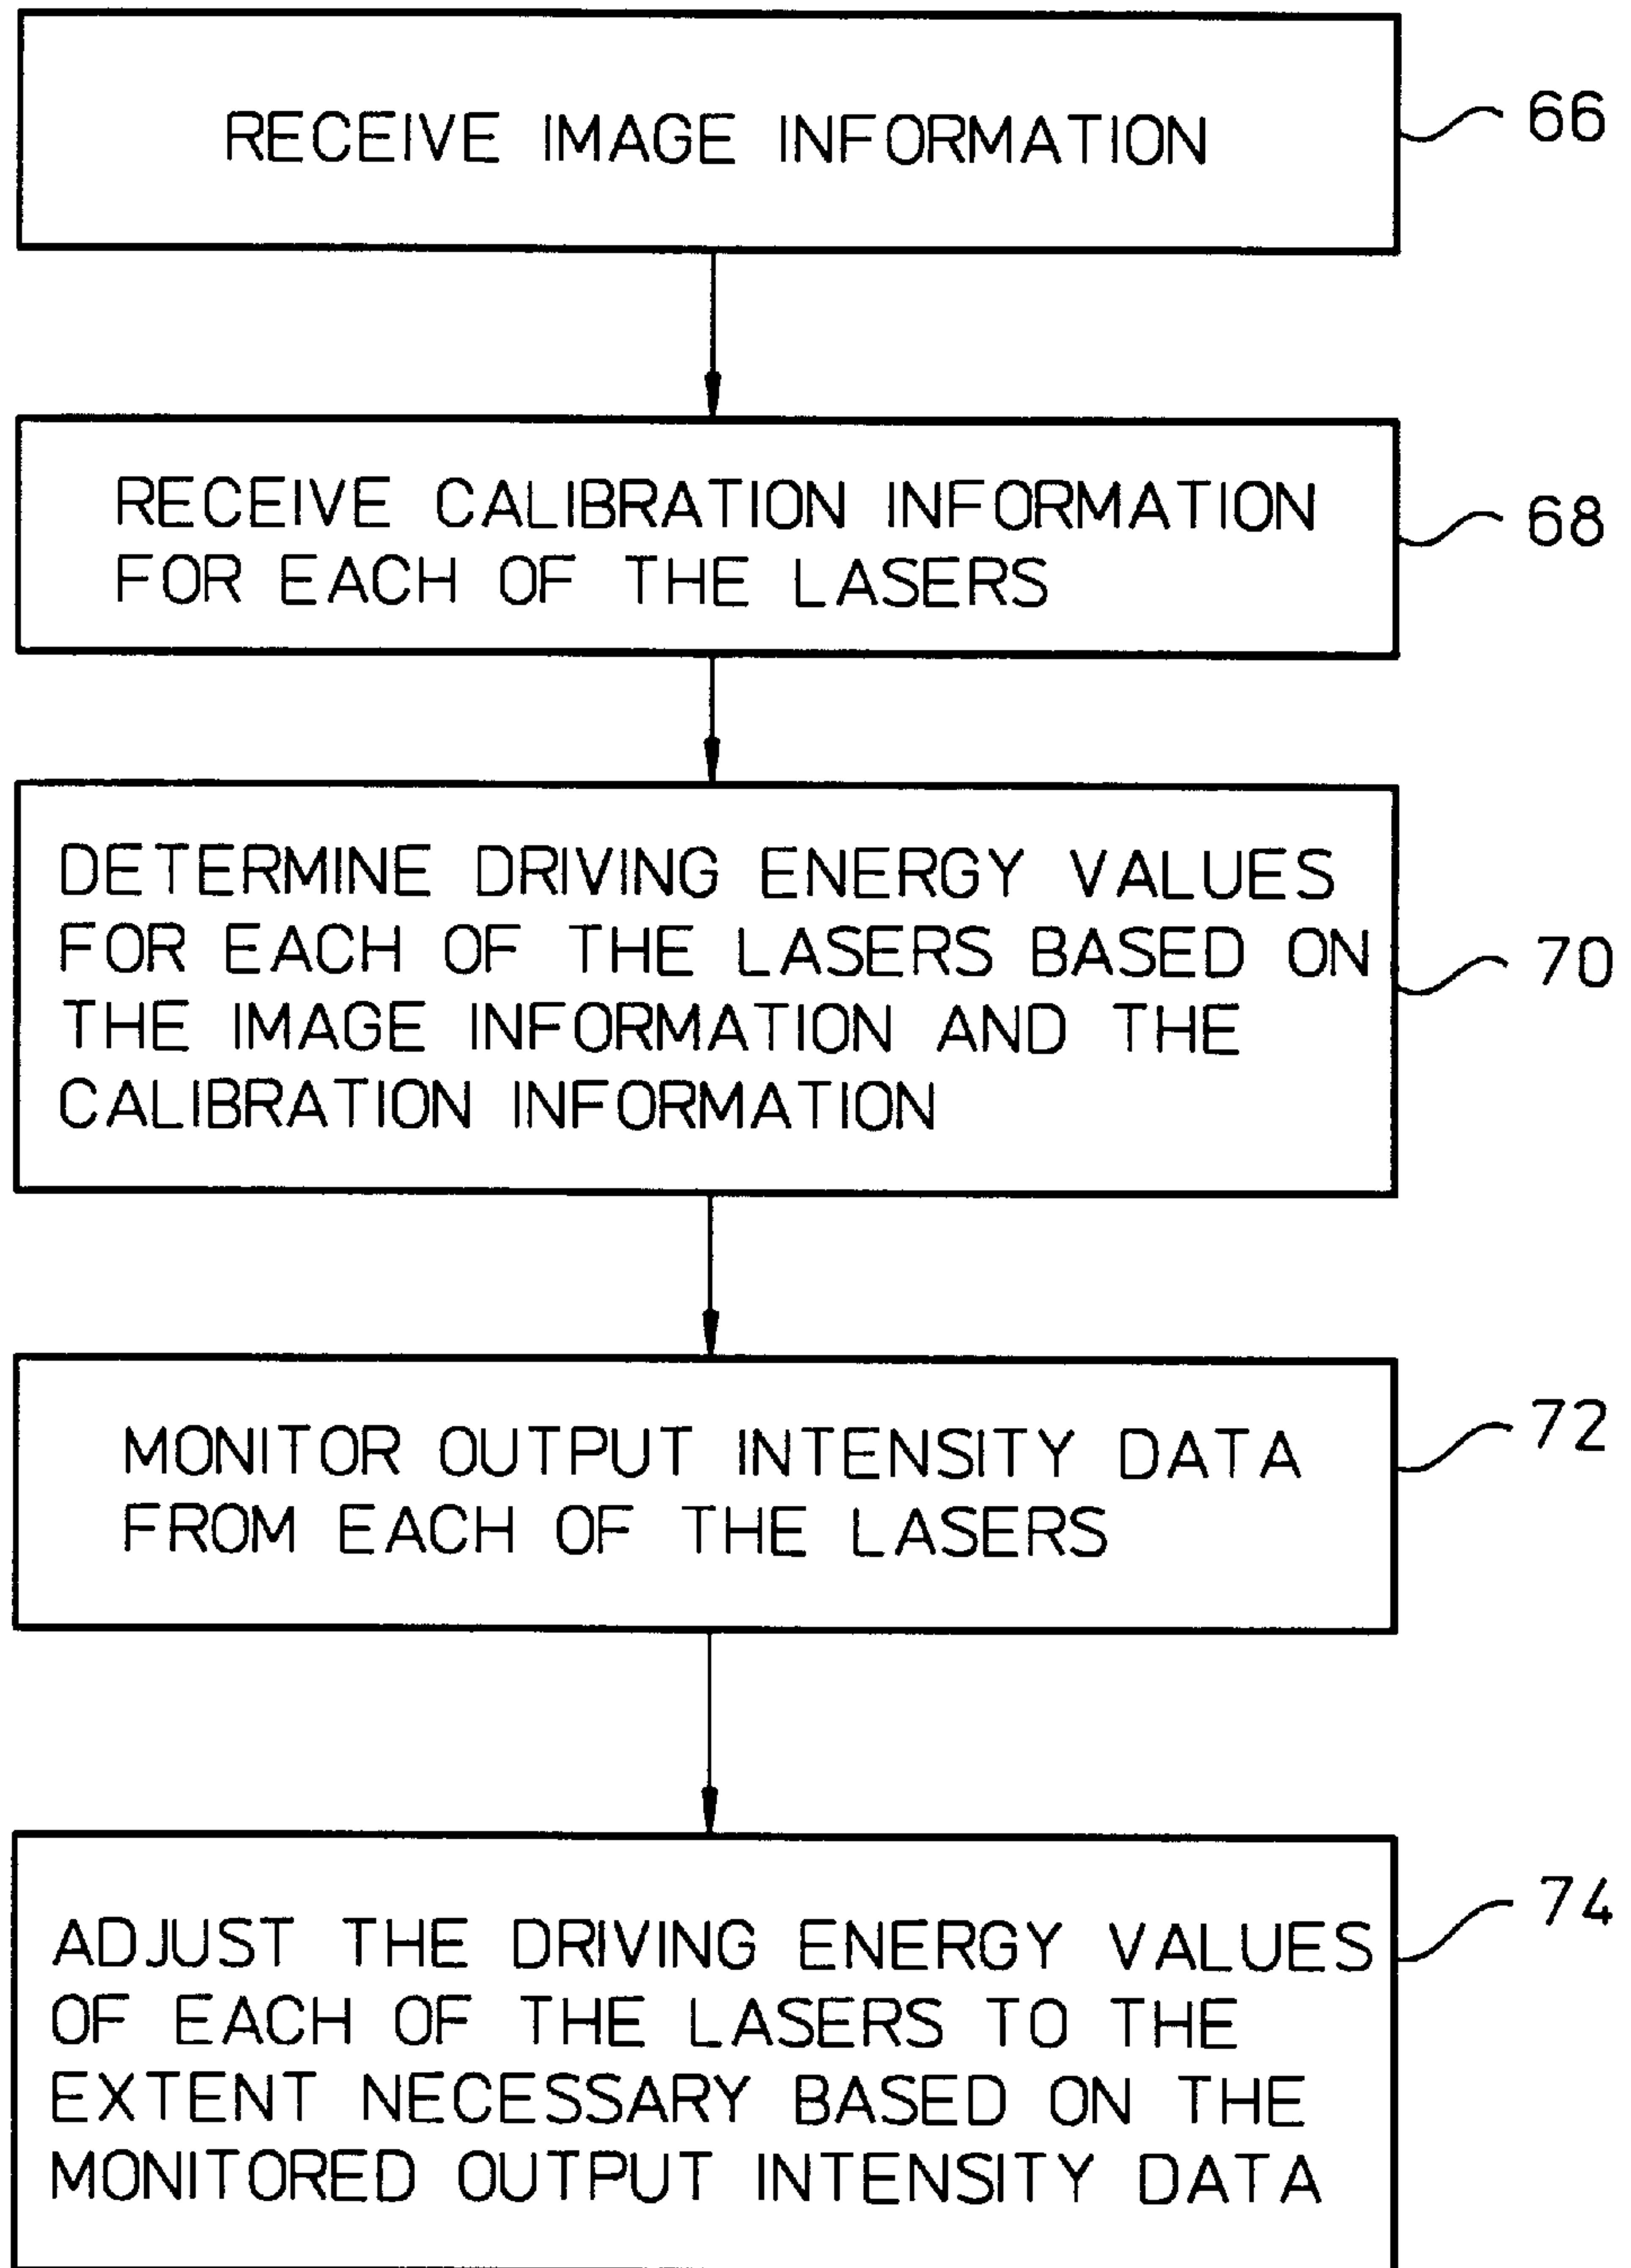 RECEIVE IMAGE INFORMATION
66
RECEIVE CALIBRATION INFORMATION
FOR EACH OF THE LASERS
68
DETERMINE DRIVING ENERGY VALUES
FOR EACH OF THE LASERS BASED ON
THE IMAGE INFORMATION AND THE
CALIBRATION INFORMATION
70
MONITOR OUTPUT INTENSITY DATA
FROM EACH OF THE LASERS
72
ADJUST THE DRIVING ENERGY VALUES
OF EACH OF THE LASERS TO THE
EXTENT NECESSARY BASED ON THE
MONITORED OUTPUT INTENSITY DATA
74